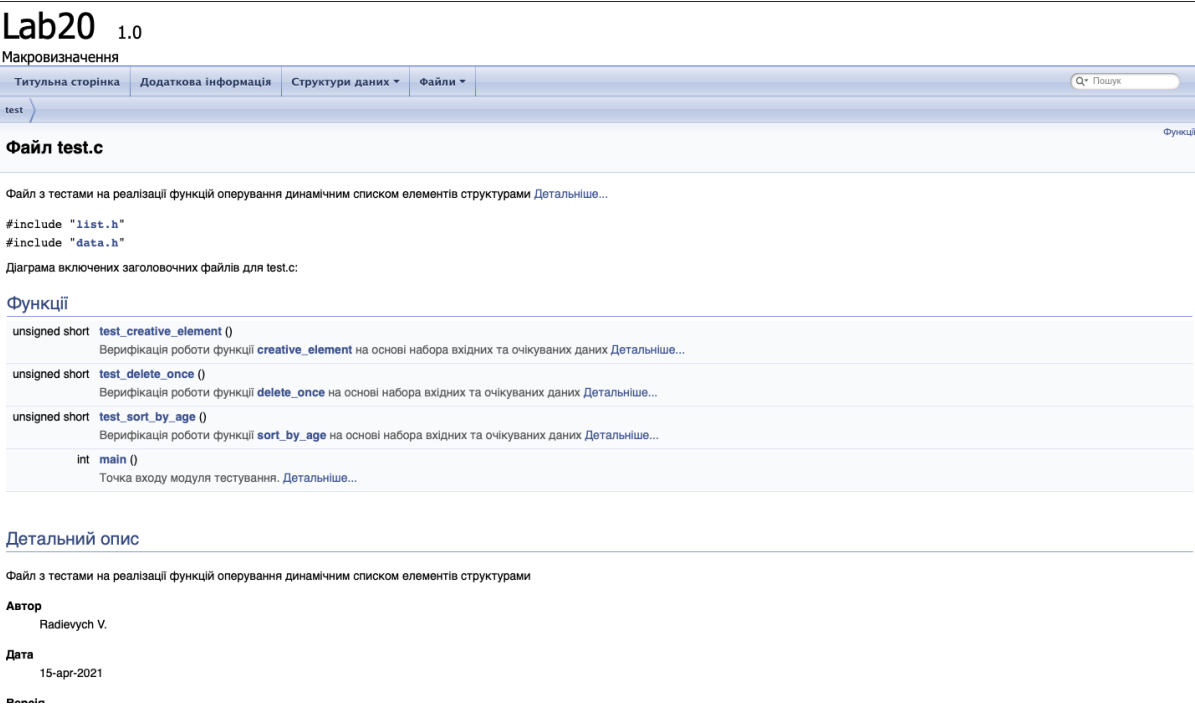 Lab20 1.0
Макровизначення
Титульна сторінка Додаткова інформація Структури даних Файли Пошук
test
Функції
Файл test.c
Файл з тестами на реалізації функцій оперування динамічним списком елементів структурами Детальніше...
#include "list.h"
#include "data.h"
Діаграма включених заголовочних файлів для test.c:
Функції
unsigned short test_creative_element ()
Верифікація роботи функції creative_element на основі набора вхідних та очікуваних даних Детальніше...
unsigned short test_delete_once ()
Верифікація роботи функції delete_once на основі набора вхідних та очікуваних даних Детальніше...
unsigned short test_sort_by_age ()
Верифікація роботи функції sort_by_age на основі набора вхідних та очікуваних даних Детальніше...
int main ()
Точка входу модуля тестування. Детальніше...
Детальний опис
Файл з тестами на реалізації функцій оперування динамічним списком елементів структурами
Автор
Radievych V.
Дата
15-apr-2021
Версія